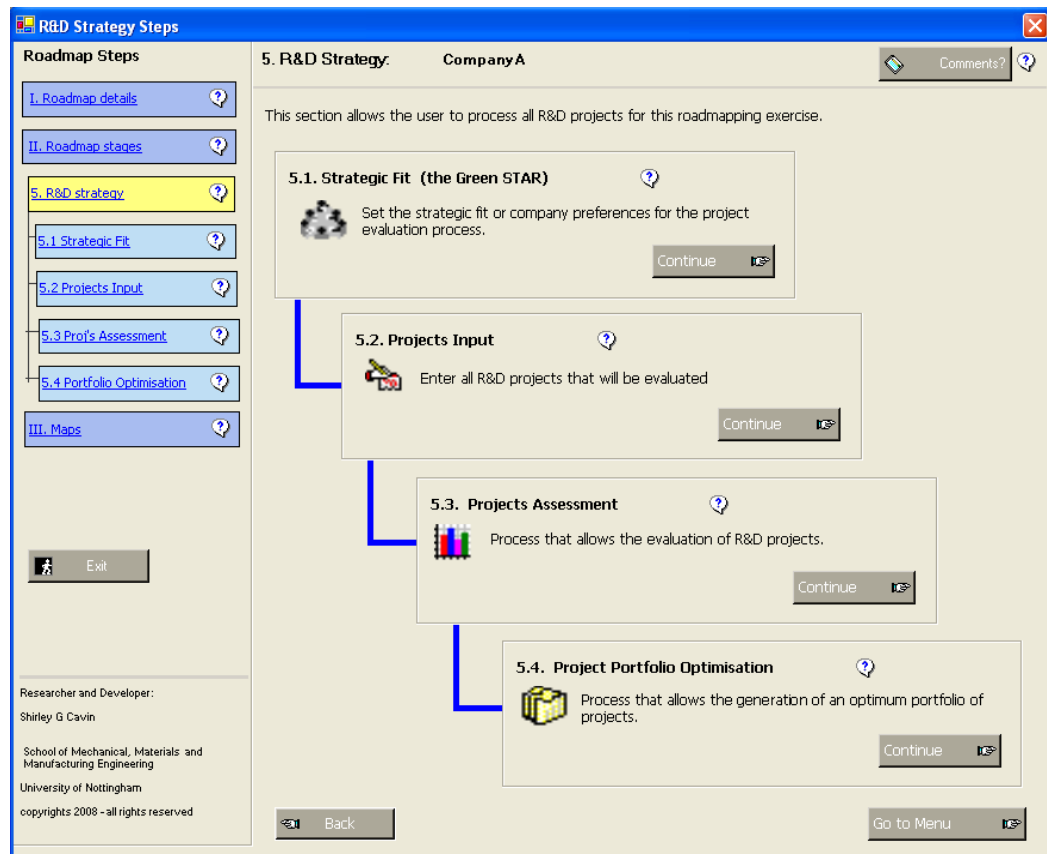 R&D Strategy Steps
Roadmap Steps
I. Roadmap details
II. Roadmap stages
5. R&D strategy
5.1 Strategic Fit
5.2 Projects Input
5.3 Proj's Assessment
5.4 Portfolio Optimisation
III. Maps
Exit
Researcher and Developer:
Shirley G Cavin
School of Mechanical, Materials and
Manufacturing Engineering
University of Nottingham
copyrights 2008 - all rights reserved
5. R&D Strategy: Company A
Comments?
This section allows the user to process all R&D projects for this roadmapping exercise.
5.1. Strategic Fit (the Green STAR)
Set the strategic fit or company preferences for the project
evaluation process.
Continue
5.2. Projects Input
Enter all R&D projects that will be evaluated
Continue
5.3. Projects Assessment
Process that allows the evaluation of R&D projects.
Continue
5.4. Project Portfolio Optimisation
Process that allows the generation of an optimum portfolio of
projects.
Continue
Back
Go to Menu